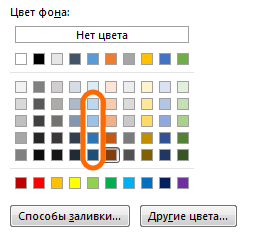 Цвет фона:
Нет цвета
Способы заливки...
Другие цвета...